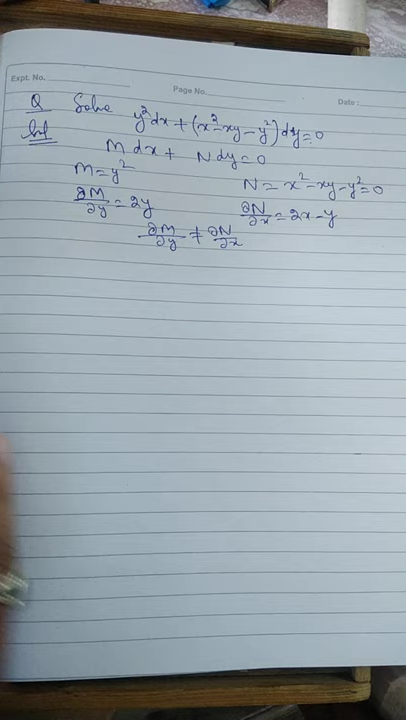 Expt. No.
Page No.
Date :
Q Solve y²dx + (x²-xy-y²)dy=0
Sol
M dx + N dy=0
M=y² N = x²-xy-y²=0
∂M/∂y = 2y ∂N/∂x = 2x-y
∂M/∂y ≠ ∂N/∂x